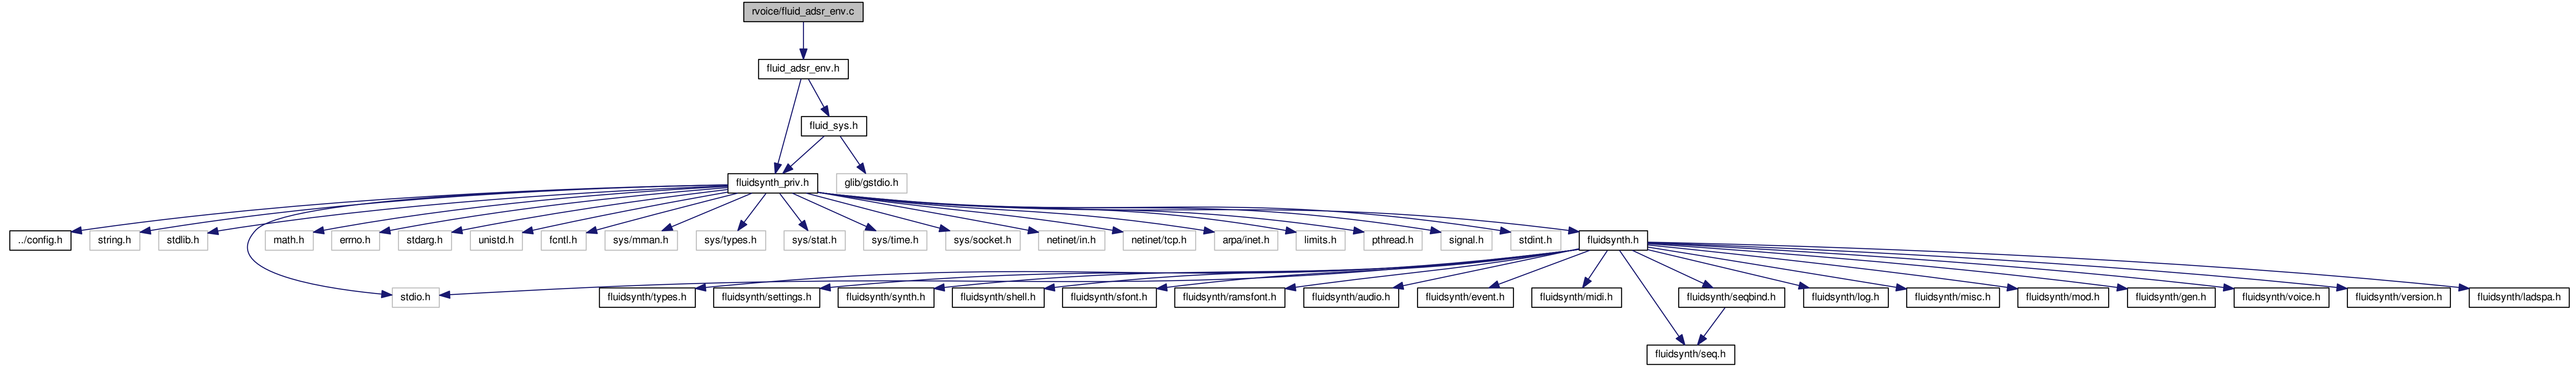 rvoice/fluid_adsr_env.c
fluid_adsr_env.h
fluid_sys.h
fluidsynth_priv.h
glib/gstdio.h
../config.h
string.h
stdlib.h
math.h
errno.h
stdarg.h
unistd.h
fcntl.h
sys/mman.h
sys/types.h
sys/stat.h
sys/time.h
sys/socket.h
netinet/in.h
netinet/tcp.h
arpa/inet.h
limits.h
pthread.h
signal.h
stdint.h
fluidsynth.h
stdio.h
fluidsynth/types.h
fluidsynth/settings.h
fluidsynth/synth.h
fluidsynth/shell.h
fluidsynth/sfont.h
fluidsynth/ramsfont.h
fluidsynth/audio.h
fluidsynth/event.h
fluidsynth/midi.h
fluidsynth/seqbind.h
fluidsynth/log.h
fluidsynth/misc.h
fluidsynth/mod.h
fluidsynth/gen.h
fluidsynth/voice.h
fluidsynth/version.h
fluidsynth/ladspa.h
fluidsynth/seq.h